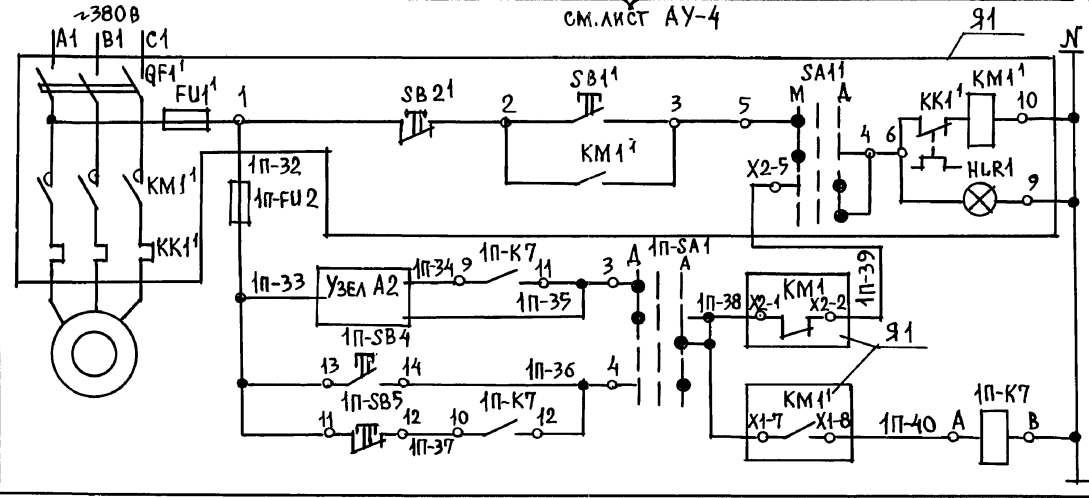 ~380В
СМ.ЛИСТ АУ-4
А1 В1 С1
Я1
N
QF1¹
FU1¹
1
SB2¹
2
SB1¹
3
5
SA1¹
М А
КК1¹
КМ1¹
10
КМ1¹
4
6
Х2-5
HLR1
9
1П-32
1П-FU2
КМ1¹
КК1¹
1П-33
УЗЕЛ А2
1П-34
9
1П-К7
11
1П-35
3
1П-SA1
Д А
1П-38
КМ1
Х2-1 Х2-2
1П-39
Я1
1П-SB4
13 14
1П-36
4
1П-SB5
11 12
1П-37
10
1П-К7
12
КМ1¹
Х1-7 Х1-8
1П-40
А
1П-К7
В